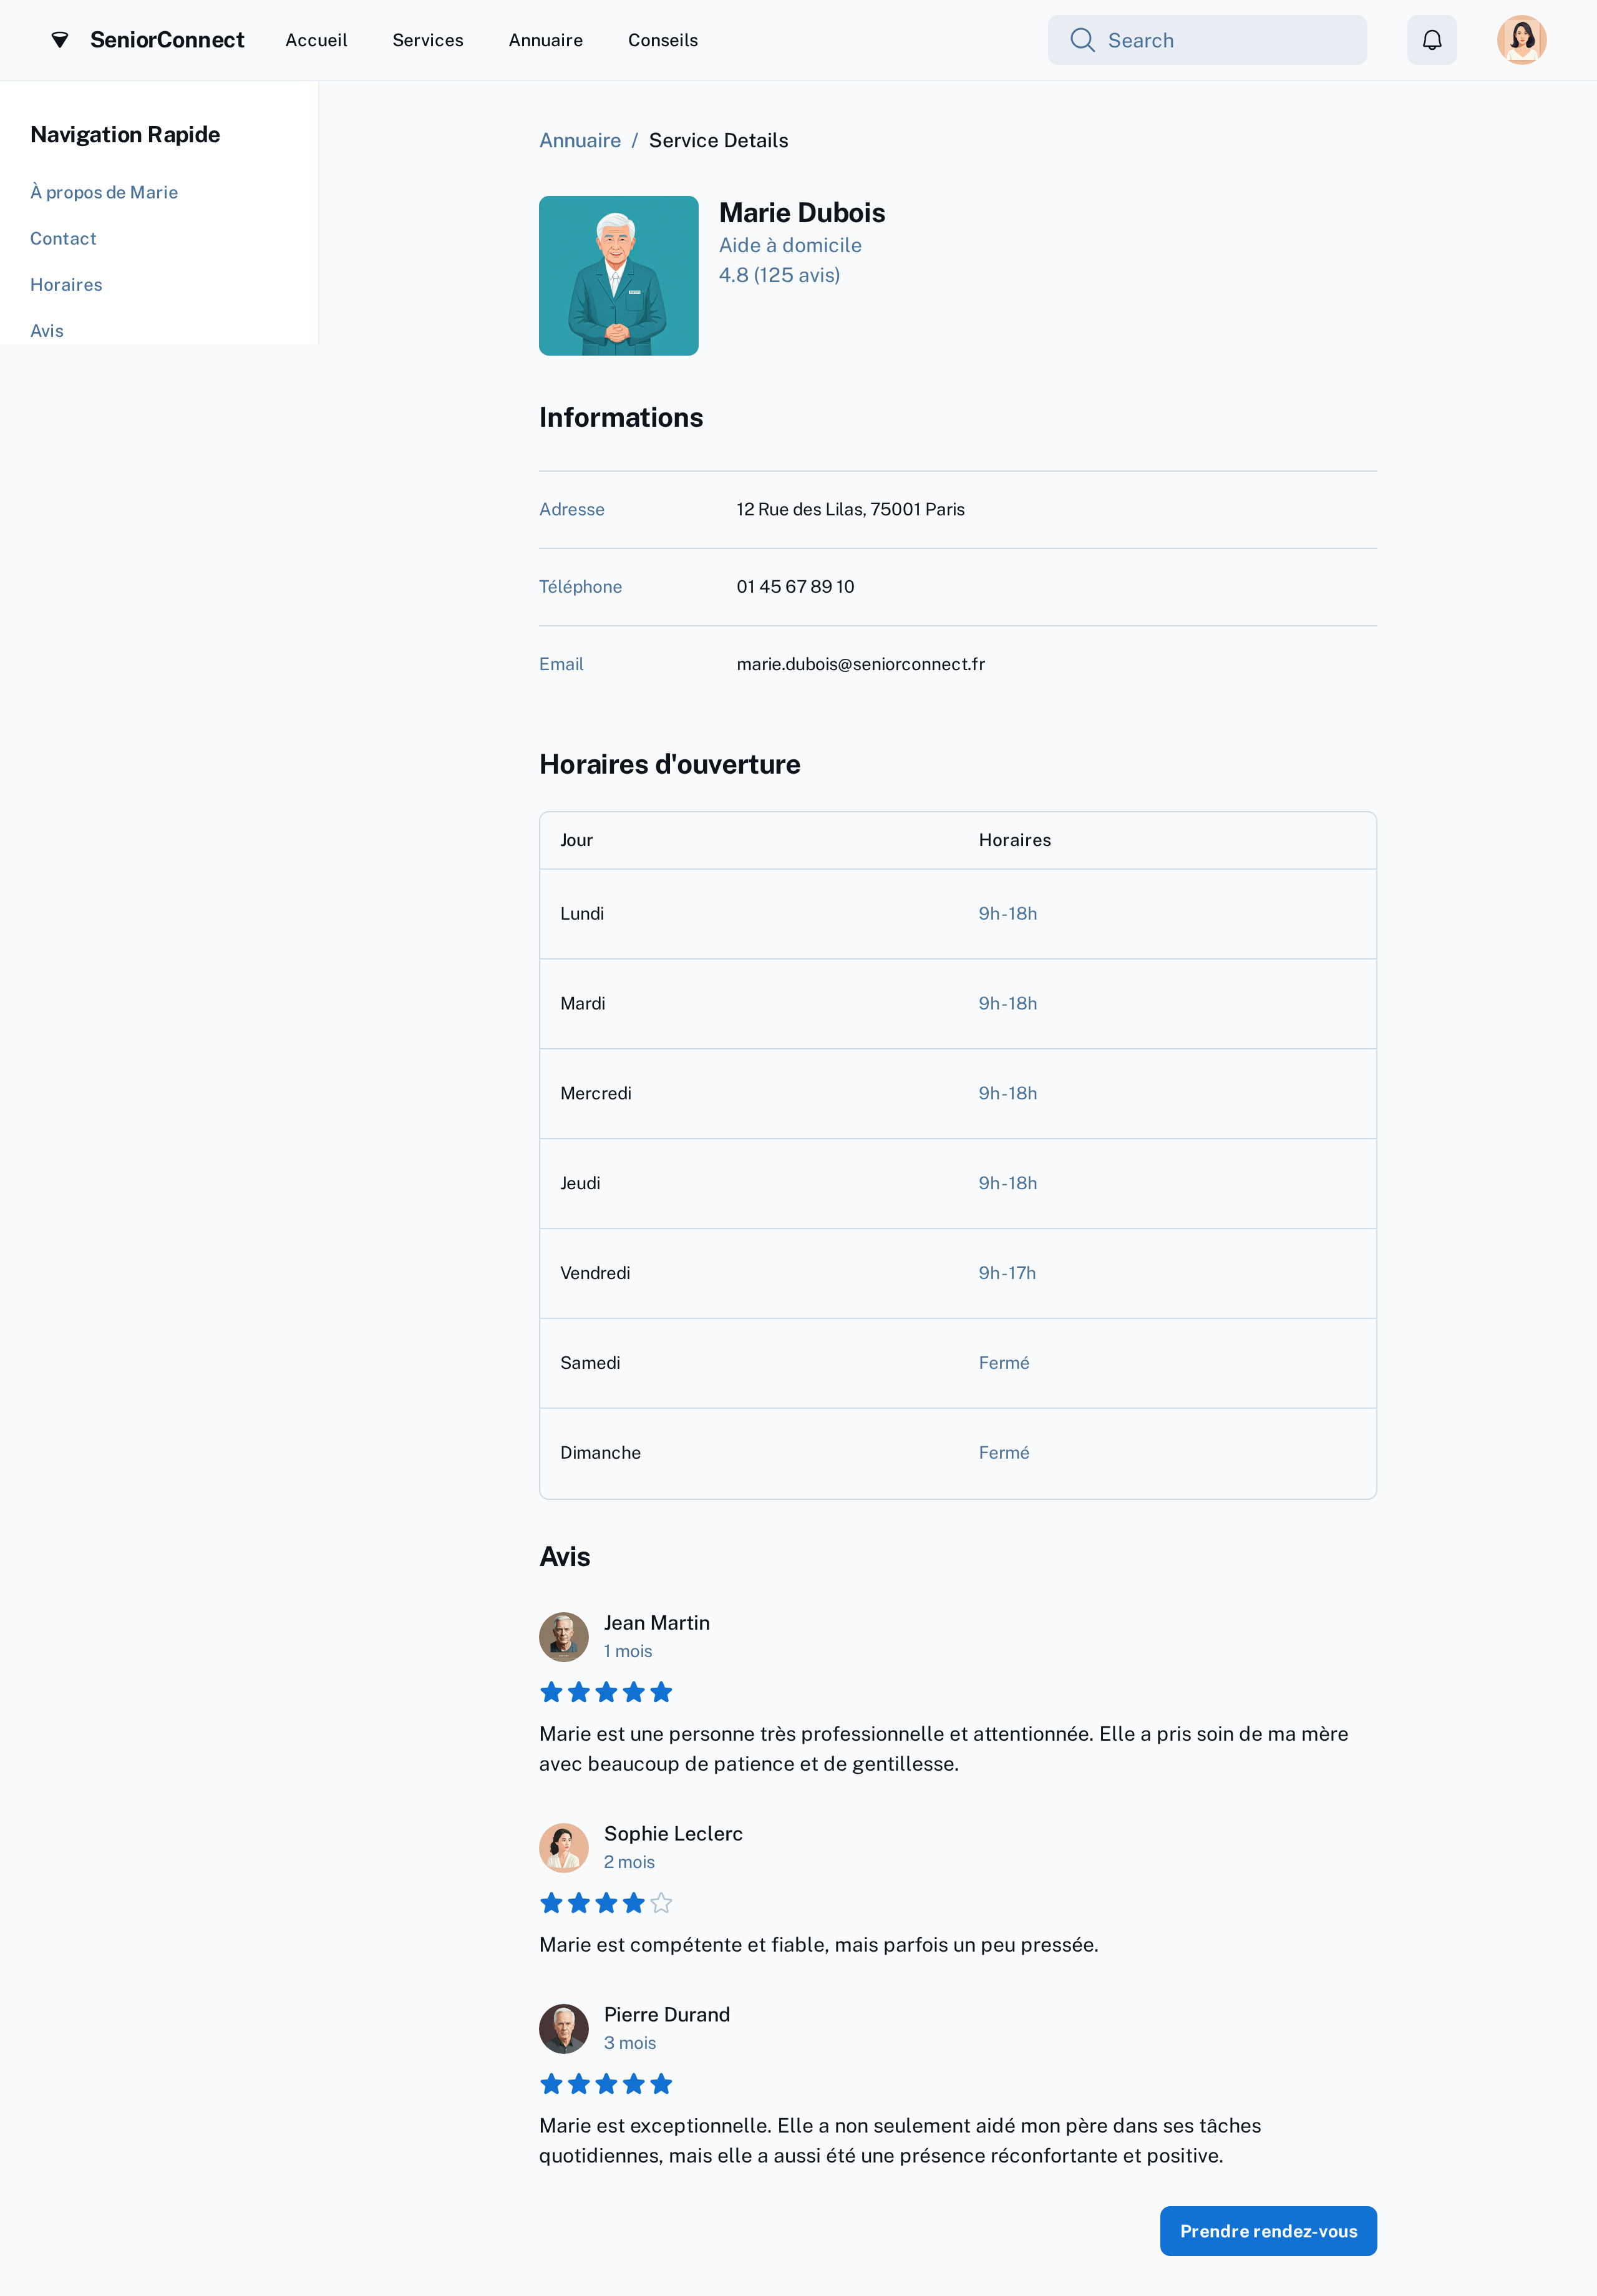 SeniorConnect
Accueil
Services
Annuaire
Conseils
Search
Navigation Rapide
À propos de Marie
Contact
Horaires
Avis
Annuaire / Service Details
Marie Dubois
Aide à domicile
4.8 (125 avis)
Informations
Adresse 12 Rue des Lilas, 75001 Paris
Téléphone 01 45 67 89 10
Email marie.dubois@seniorconnect.fr
Horaires d'ouverture
Jour Horaires
Lundi 9h-18h
Mardi 9h-18h
Mercredi 9h-18h
Jeudi 9h-18h
Vendredi 9h-17h
Samedi Fermé
Dimanche Fermé
Avis
Jean Martin
1 mois
Marie est une personne très professionnelle et attentionnée. Elle a pris soin de ma mère
avec beaucoup de patience et de gentillesse.
Sophie Leclerc
2 mois
Marie est compétente et fiable, mais parfois un peu pressée.
Pierre Durand
3 mois
Marie est exceptionnelle. Elle a non seulement aidé mon père dans ses tâches
quotidiennes, mais elle a aussi été une présence réconfortante et positive.
Prendre rendez-vous